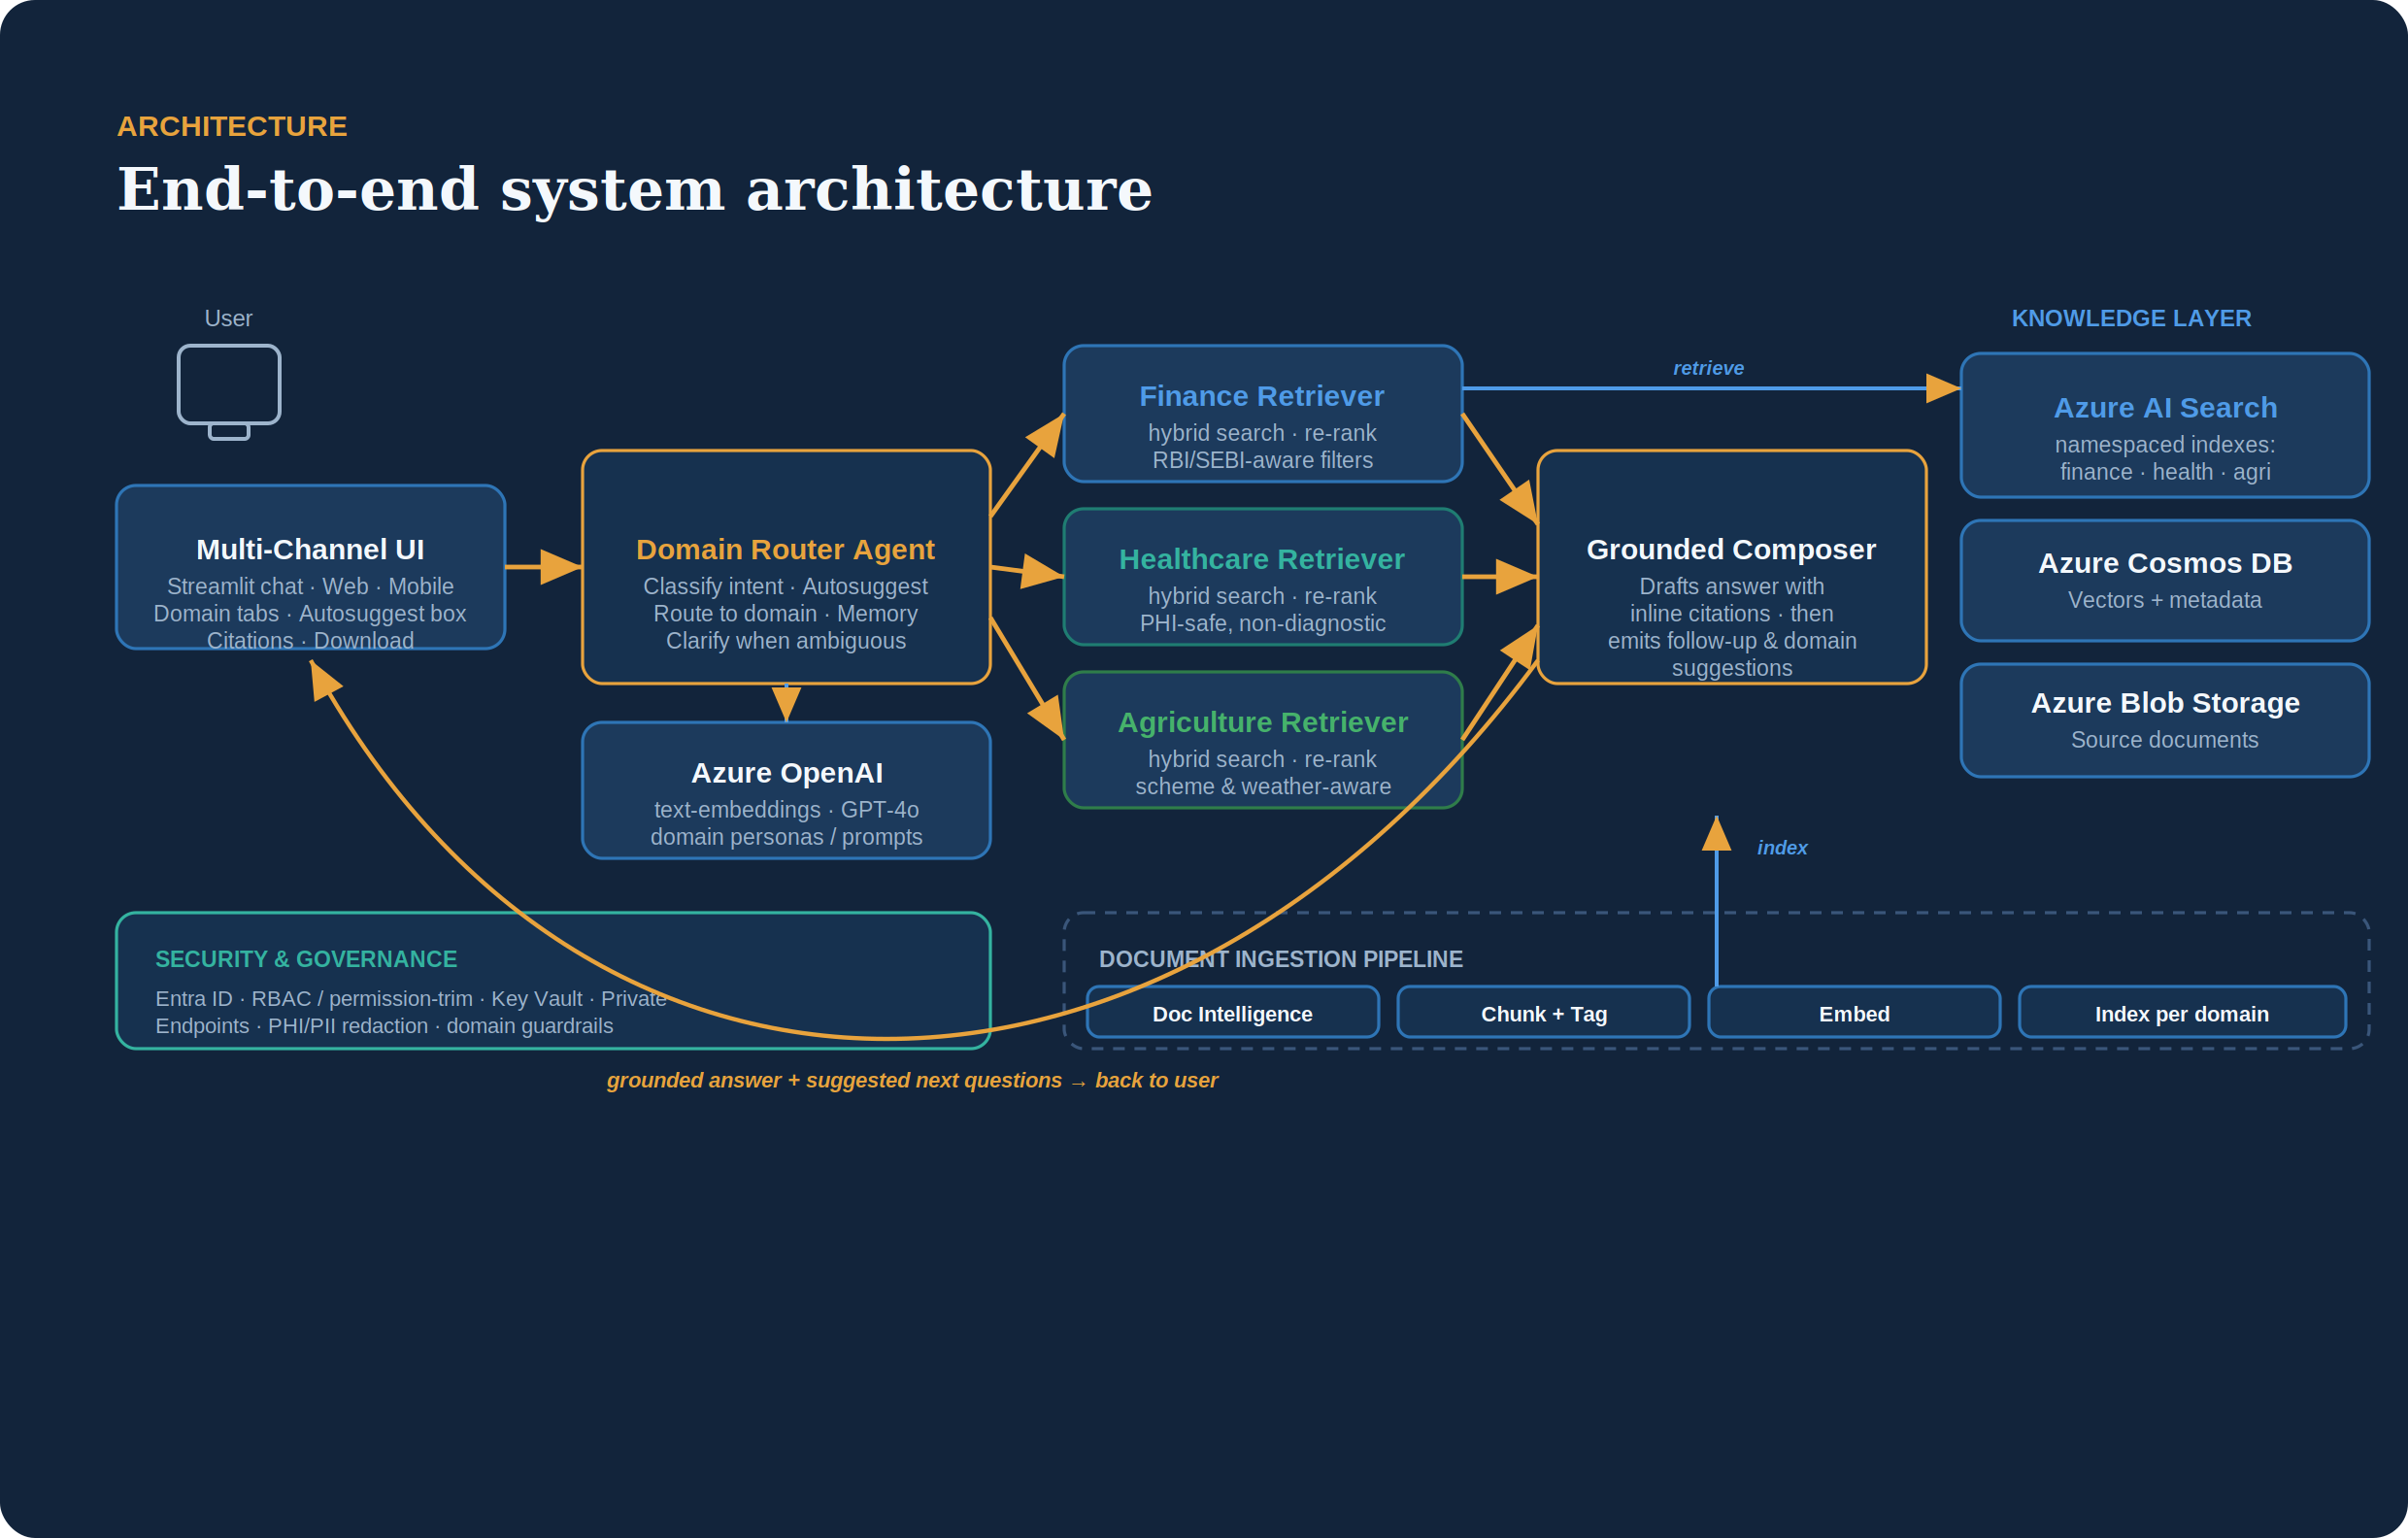 ARCHITECTURE
End-to-end system architecture
User
Multi-Channel UI
Streamlit chat · Web · Mobile
Domain tabs · Autosuggest box
Citations · Download
Domain Router Agent
Classify intent · Autosuggest
Route to domain · Memory
Clarify when ambiguous
Azure OpenAI
text-embeddings · GPT-4o
domain personas / prompts
Finance Retriever
hybrid search · re-rank
RBI/SEBI-aware filters
Healthcare Retriever
hybrid search · re-rank
PHI-safe, non-diagnostic
Agriculture Retriever
hybrid search · re-rank
scheme & weather-aware
retrieve
Grounded Composer
Drafts answer with
inline citations · then
emits follow-up & domain
suggestions
KNOWLEDGE LAYER
Azure AI Search
namespaced indexes:
finance · health · agri
Azure Cosmos DB
Vectors + metadata
Azure Blob Storage
Source documents
index
SECURITY & GOVERNANCE
Entra ID · RBAC / permission-trim · Key Vault · Private
Endpoints · PHI/PII redaction · domain guardrails
DOCUMENT INGESTION PIPELINE
Doc Intelligence
Chunk + Tag
Embed
Index per domain
grounded answer + suggested next questions → back to user